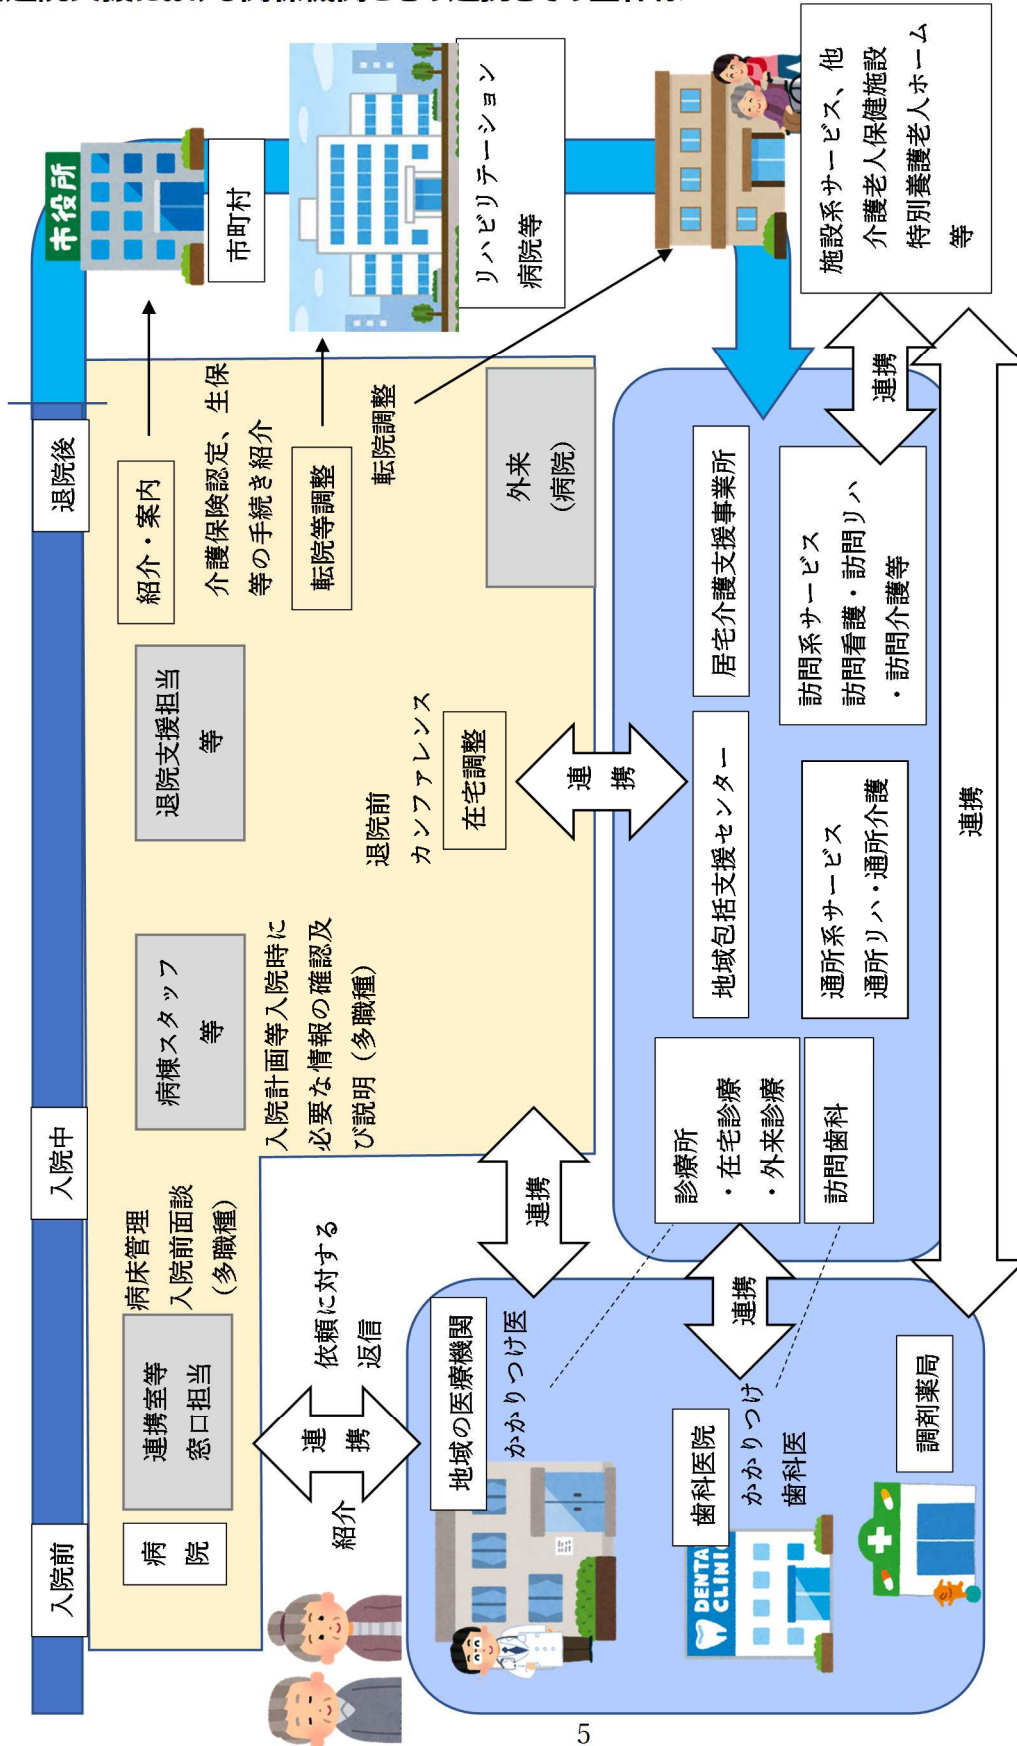 入院前
入院中
退院後
病
院
連携室等
窓口担当
病床管理
入院前面談
(多職種)
病棟スタッフ
等
入院計画等入院時に
必要な情報の確認及
び説明（多職種）
退院支援担当
等
紹介・案内
介護保険認定、生保
等の手続き紹介
転院等調整
転院調整
退院前
カンファレンス
在宅調整
外来
(病院)
市役所
市町村
リハビリテーション
病院等
施設系サービス、他
介護老人保健施設
特別養護老人ホーム
等
紹介
連
携
依頼に対する
返信
連携
連
携
連携
連携
連携
地域の医療機関
かかりつけ医
歯科医院
かかりつけ
歯科医
DENTA
CLINIC
調剤薬局
診療所
・在宅診療
・外来診療
訪問歯科
地域包括支援センター
居宅介護支援事業所
通所系サービス
通所リハ・通所介護
訪問系サービス
訪問看護・訪問リハ
・訪問介護等
5